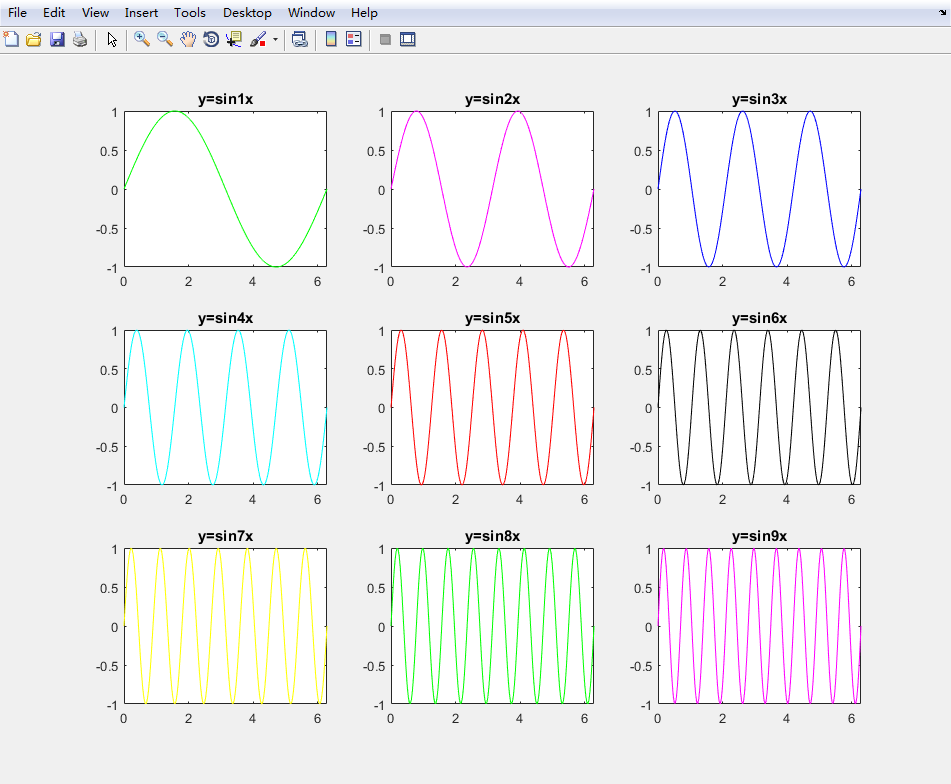 File Edit View Insert Tools Desktop Window Help
y=sin1x y=sin2x y=sin3x
1 1 1
0.5 0.5 0.5
0 0 0
-0.5 -0.5 -0.5
-1 -1 -1
0 2 4 6 0 2 4 6 0 2 4 6
y=sin4x y=sin5x y=sin6x
1 1 1
0.5 0.5 0.5
0 0 0
-0.5 -0.5 -0.5
-1 -1 -1
0 2 4 6 0 2 4 6 0 2 4 6
y=sin7x y=sin8x y=sin9x
1 1 1
0.5 0.5 0.5
0 0 0
-0.5 -0.5 -0.5
-1 -1 -1
0 2 4 6 0 2 4 6 0 2 4 6